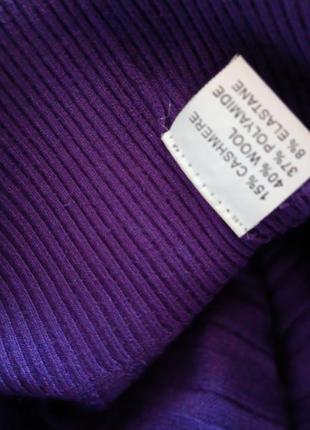 15% CASHMERE
40% WOOL
37% POLYAMIDE
8% ELASTANE